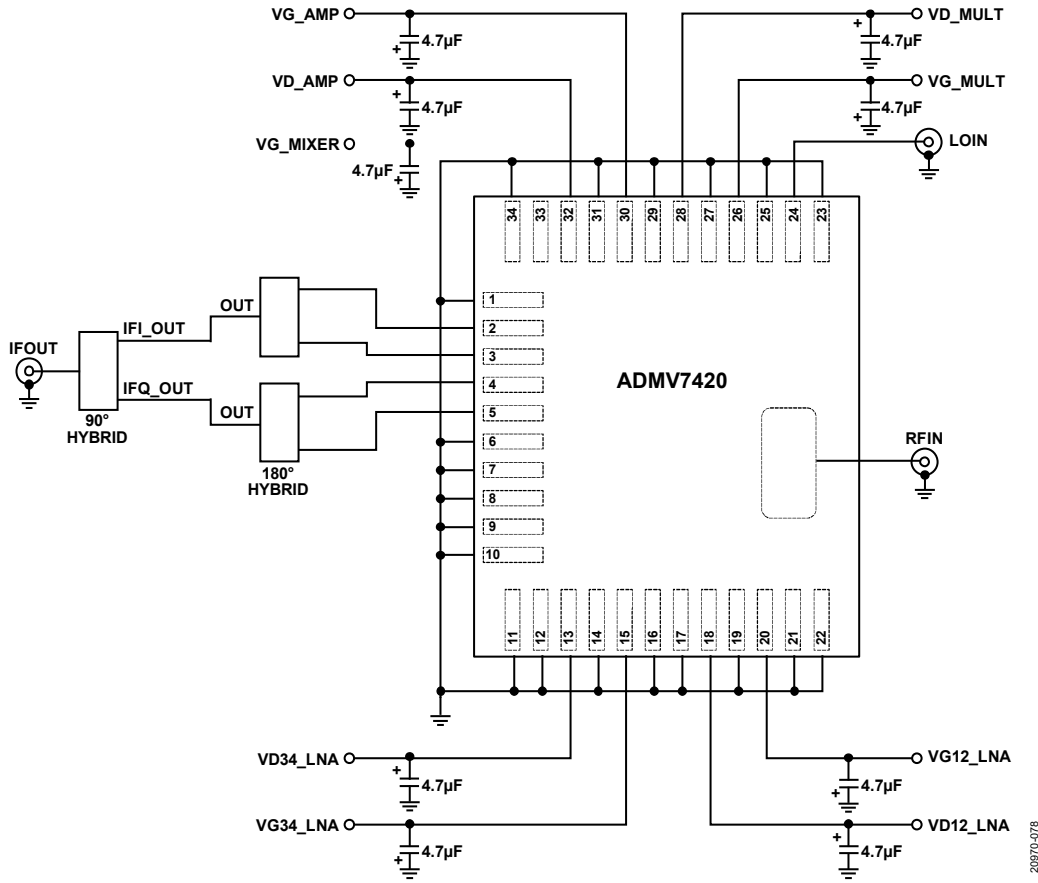 VG_AMP
+
4.7µF
VD_MULT
+
4.7µF
VD_AMP
+
4.7µF
VG_MULT
+
4.7µF
VG_MIXER
4.7µF
+
LOIN
34 33 32 31 30 29 28 27 26 25 24 23
1
2
3
4
5
6
7
8
9
10
ADMV7420
OUT
IFI_OUT
IFOUT
IFQ_OUT
OUT
90°
HYBRID
180°
HYBRID
RFIN
11 12 13 14 15 16 17 18 19 20 21 22
VD34_LNA
+
4.7µF
VG12_LNA
+
4.7µF
VG34_LNA
+
4.7µF
VD12_LNA
+
4.7µF
20970-078